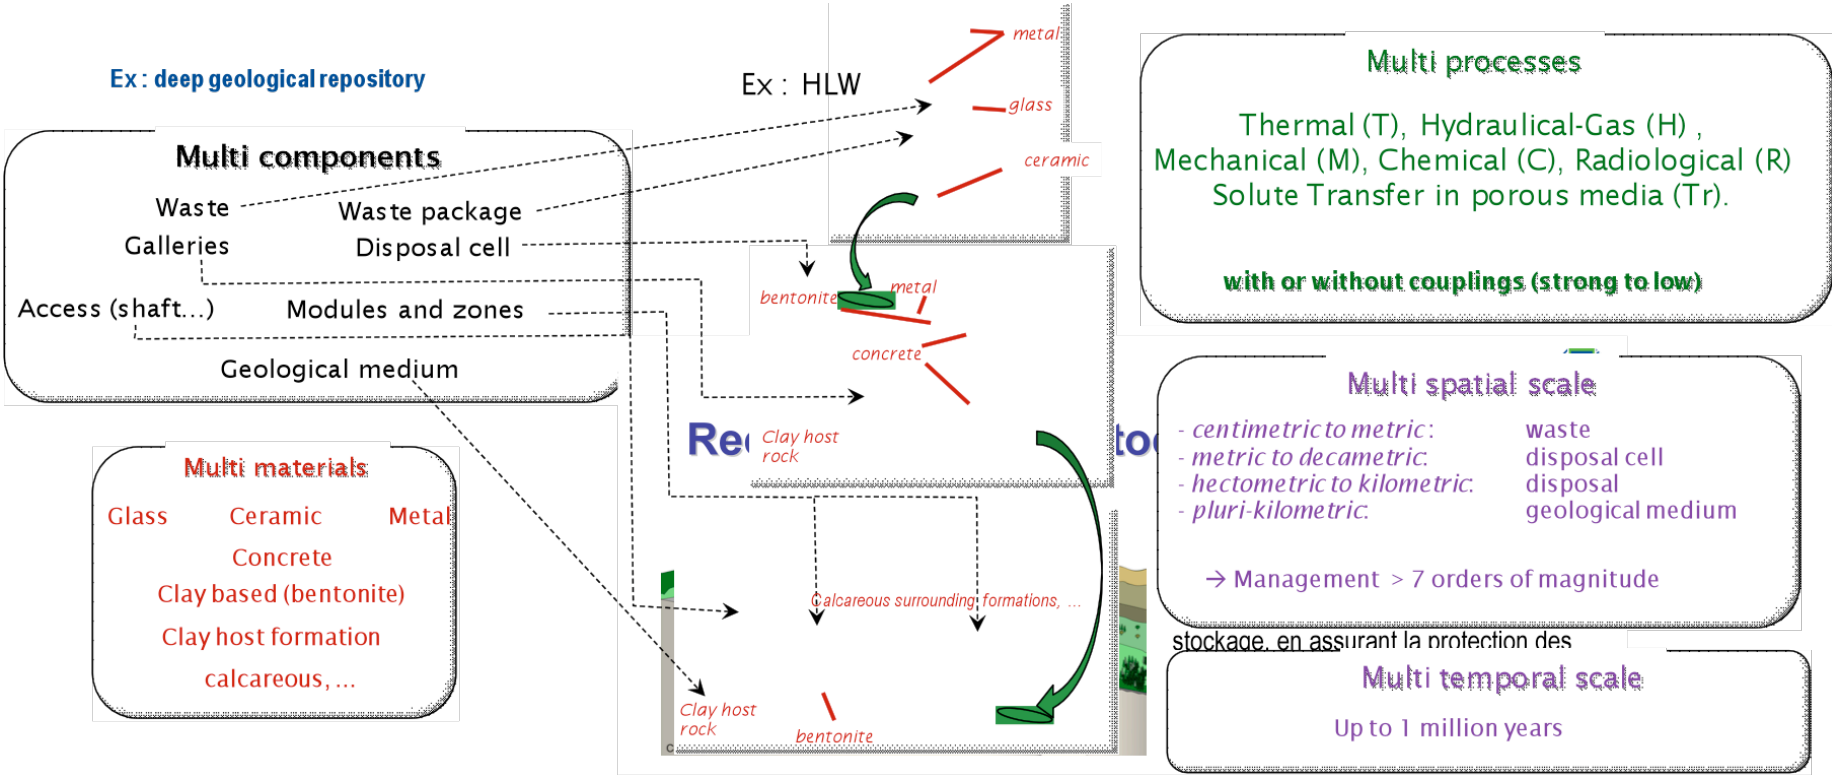 Ex : deep geological repository
Multi components
Waste
Waste package
Galleries
Disposal cell
Access (shaft...)
Modules and zones
Geological medium
Multi materials
Glass Ceramic Metal
Concrete
Clay based (bentonite)
Clay host formation
calcareous, ...
Ex : HLW
metal
glass
ceramic
bentonite
metal
concrete
Clay host
rock
Calcareous surrounding formations, ...
Clay host
rock
bentonite
Multi processes
Thermal (T), Hydraulical-Gas (H) ,
Mechanical (M), Chemical (C), Radiological (R)
Solute Transfer in porous media (Tr).
with or without couplings (strong to low)
Multi spatial scale
- centimetric to metric : waste
- metric to decametric: disposal cell
- hectometric to kilometric: disposal
- pluri-kilometric: geological medium
→ Management > 7 orders of magnitude
stockage, en assurant la protection des
Multi temporal scale
Up to 1 million years